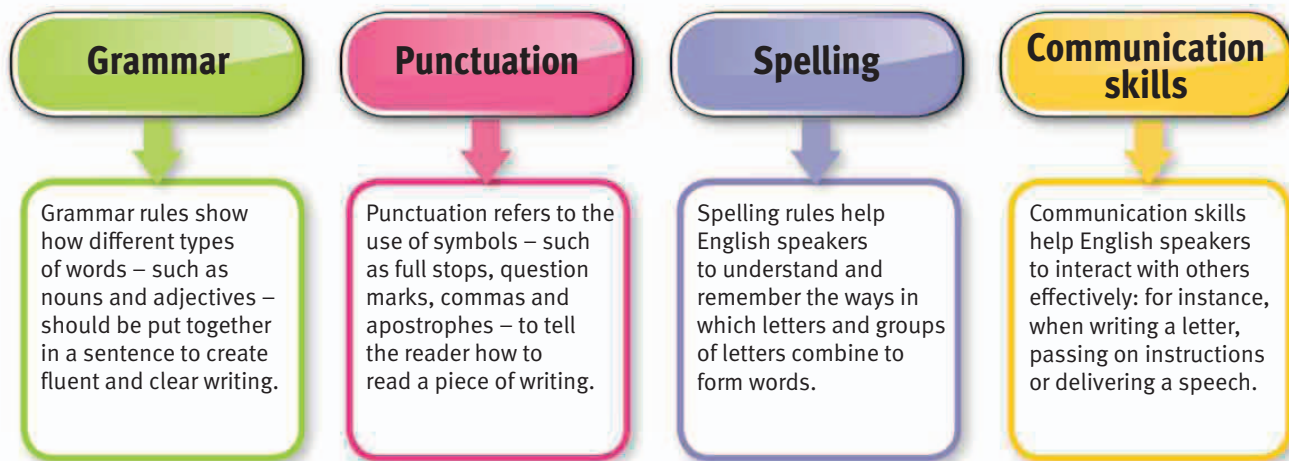 Grammar
Grammar rules show
how different types
of words – such as
nouns and adjectives –
should be put together
in a sentence to create
fluent and clear writing.
Punctuation
Punctuation refers to the
use of symbols – such
as full stops, question
marks, commas and
apostrophes – to tell
the reader how to
read a piece of writing.
Spelling
Spelling rules help
English speakers
to understand and
remember the ways in
which letters and groups
of letters combine to
form words.
Communication
skills
Communication skills
help English speakers
to interact with others
effectively: for instance,
when writing a letter,
passing on instructions
or delivering a speech.